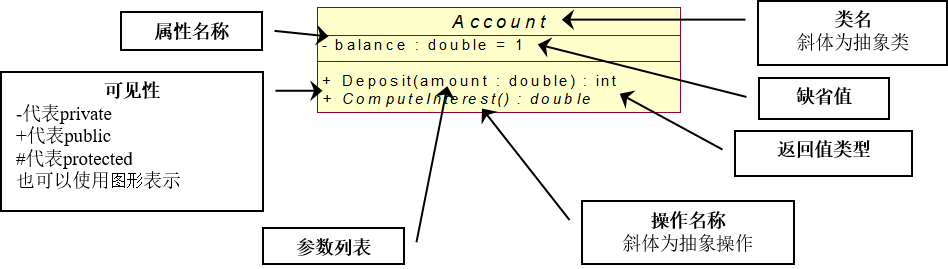 Account
类名
斜体为抽象类
属性名称
- balance : double = 1
可见性
-代表private
+代表public
#代表protected
也可以使用图形表示
+ Deposit(amount : double) : int
+ ComputeInterest() : double
缺省值
返回值类型
参数列表
操作名称
斜体为抽象操作